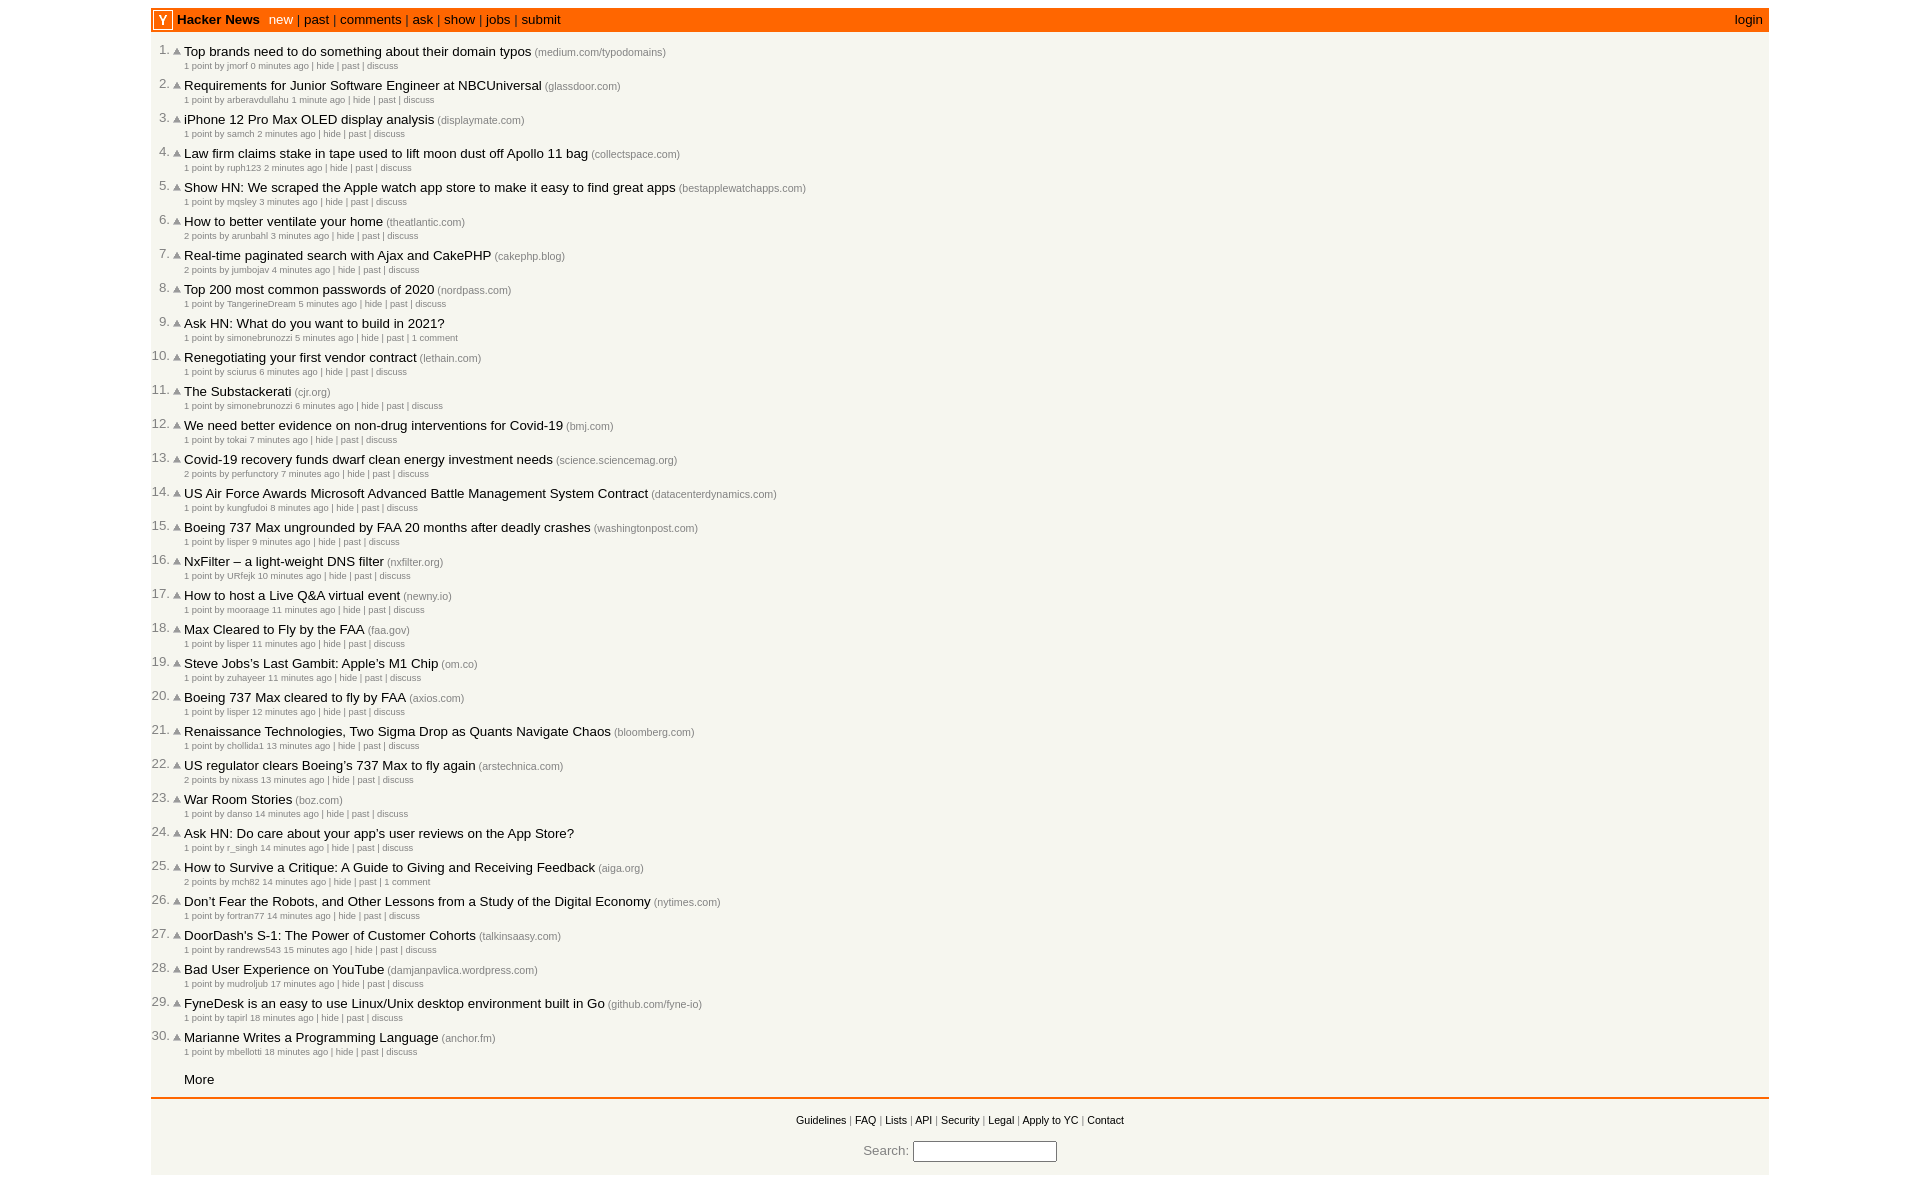 Y Hacker News new | past | comments | ask | show | jobs | submit login
1. Top brands need to do something about their domain typos (medium.com/typodomains)
1 point by jmorf 0 minutes ago | hide | past | discuss
2. Requirements for Junior Software Engineer at NBCUniversal (glassdoor.com)
1 point by arberavdullahu 1 minute ago | hide | past | discuss
3. iPhone 12 Pro Max OLED display analysis (displaymate.com)
1 point by samch 2 minutes ago | hide | past | discuss
4. Law firm claims stake in tape used to lift moon dust off Apollo 11 bag (collectspace.com)
1 point by ruph123 2 minutes ago | hide | past | discuss
5. Show HN: We scraped the Apple watch app store to make it easy to find great apps (bestapplewatchapps.com)
1 point by mqsley 3 minutes ago | hide | past | discuss
6. How to better ventilate your home (theatlantic.com)
2 points by arunbahl 3 minutes ago | hide | past | discuss
7. Real-time paginated search with Ajax and CakePHP (cakephp.blog)
2 points by jumbojav 4 minutes ago | hide | past | discuss
8. Top 200 most common passwords of 2020 (nordpass.com)
1 point by TangerineDream 5 minutes ago | hide | past | discuss
9. Ask HN: What do you want to build in 2021?
1 point by simonebrunozzi 5 minutes ago | hide | past | 1 comment
10. Renegotiating your first vendor contract (lethain.com)
1 point by sciurus 6 minutes ago | hide | past | discuss
11. The Substackerati (cjr.org)
1 point by simonebrunozzi 6 minutes ago | hide | past | discuss
12. We need better evidence on non-drug interventions for Covid-19 (bmj.com)
1 point by tokai 7 minutes ago | hide | past | discuss
13. Covid-19 recovery funds dwarf clean energy investment needs (science.sciencemag.org)
2 points by perfunctory 7 minutes ago | hide | past | discuss
14. US Air Force Awards Microsoft Advanced Battle Management System Contract (datacenterdynamics.com)
1 point by kungfudoi 8 minutes ago | hide | past | discuss
15. Boeing 737 Max ungrounded by FAA 20 months after deadly crashes (washingtonpost.com)
1 point by lisper 9 minutes ago | hide | past | discuss
16. NxFilter – a light-weight DNS filter (nxfilter.org)
1 point by URfejk 10 minutes ago | hide | past | discuss
17. How to host a Live Q&A virtual event (newny.io)
1 point by mooraage 11 minutes ago | hide | past | discuss
18. Max Cleared to Fly by the FAA (faa.gov)
1 point by lisper 11 minutes ago | hide | past | discuss
19. Steve Jobs’s Last Gambit: Apple’s M1 Chip (om.co)
1 point by zuhayeer 11 minutes ago | hide | past | discuss
20. Boeing 737 Max cleared to fly by FAA (axios.com)
1 point by lisper 12 minutes ago | hide | past | discuss
21. Renaissance Technologies, Two Sigma Drop as Quants Navigate Chaos (bloomberg.com)
1 point by chollida1 13 minutes ago | hide | past | discuss
22. US regulator clears Boeing’s 737 Max to fly again (arstechnica.com)
2 points by nixass 13 minutes ago | hide | past | discuss
23. War Room Stories (boz.com)
1 point by danso 14 minutes ago | hide | past | discuss
24. Ask HN: Do care about your app’s user reviews on the App Store?
1 point by r_singh 14 minutes ago | hide | past | discuss
25. How to Survive a Critique: A Guide to Giving and Receiving Feedback (aiga.org)
2 points by mch82 14 minutes ago | hide | past | 1 comment
26. Don’t Fear the Robots, and Other Lessons from a Study of the Digital Economy (nytimes.com)
1 point by fortran77 14 minutes ago | hide | past | discuss
27. DoorDash's S-1: The Power of Customer Cohorts (talkinsaasy.com)
1 point by randrews543 15 minutes ago | hide | past | discuss
28. Bad User Experience on YouTube (damjanpavlica.wordpress.com)
1 point by mudroljub 17 minutes ago | hide | past | discuss
29. FyneDesk is an easy to use Linux/Unix desktop environment built in Go (github.com/fyne-io)
1 point by tapirl 18 minutes ago | hide | past | discuss
30. Marianne Writes a Programming Language (anchor.fm)
1 point by mbellotti 18 minutes ago | hide | past | discuss
More
Guidelines | FAQ | Lists | API | Security | Legal | Apply to YC | Contact
Search: